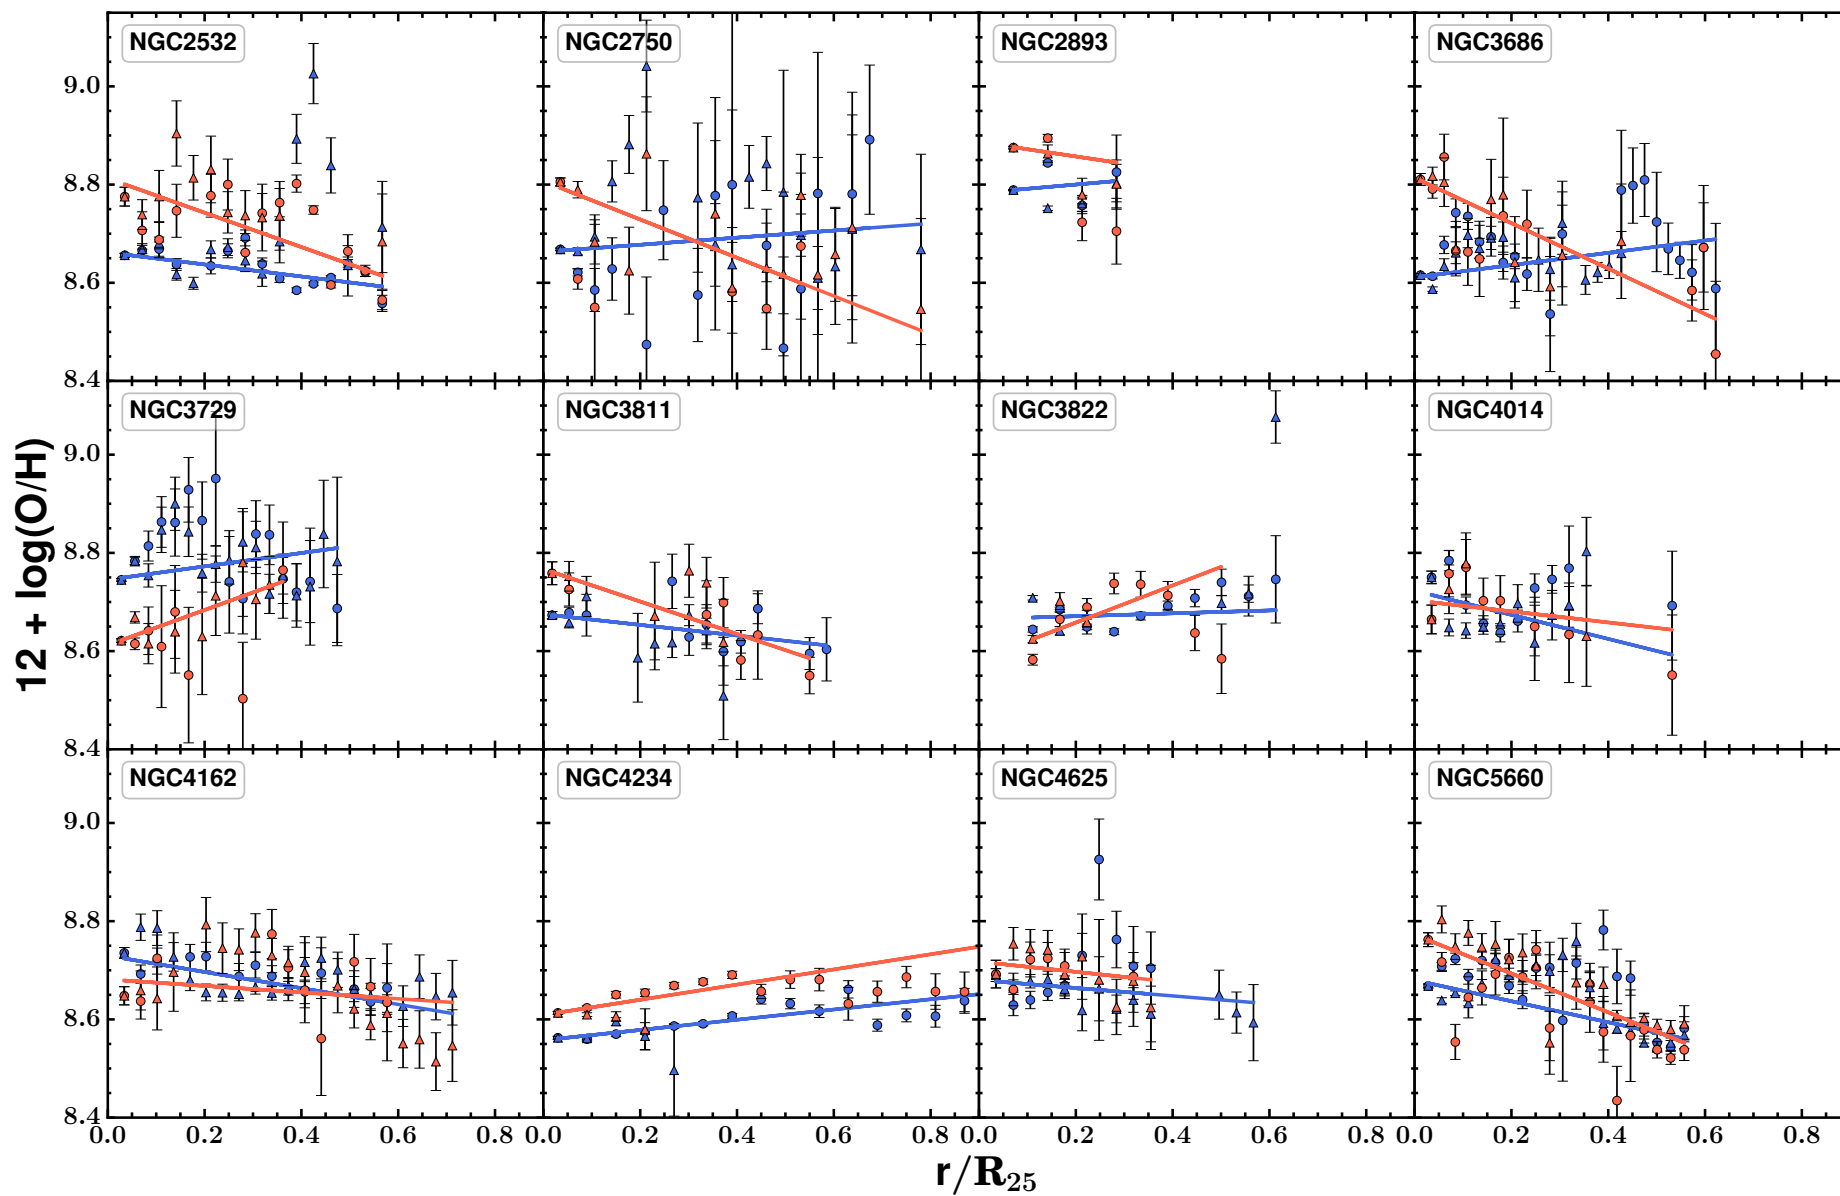 NGC2532 NGC2750 NGC2893 NGC3686
9.0
8.8
8.6
8.4
NGC3729 NGC3811 NGC3822 NGC4014
9.0
8.8
8.6
8.4
NGC4162 NGC4234 NGC4625 NGC5660
9.0
8.8
8.6
8.4
0.0 0.2 0.4 0.6 0.8 0.0 0.2 0.4 0.6 0.8 0.0 0.2 0.4 0.6 0.8 0.0 0.2 0.4 0.6 0.8
12 + log(O/H)
r/R25